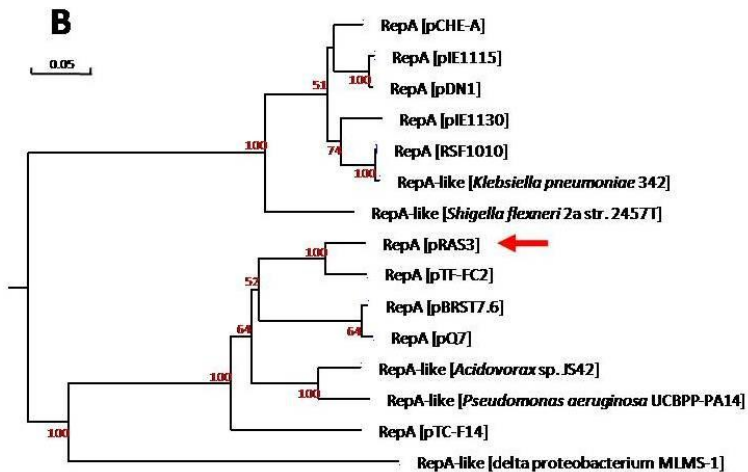 B
0.05
RepA [pCHE-A]
RepA [pIE1115]
100
RepA [pDN1]
51
RepA [pIE1130]
74
RepA [RSF1010]
100
RepA-like [Klebsiella pneumoniae 342]
100
RepA-like [Shigella flexneri 2a str. 2457T]
RepA [pRAS3]
100
RepA [pTF-FC2]
52
RepA [pBRST7.6]
64
RepA [pQ7]
64
RepA-like [Acidovorax sp. JS42]
100
100
RepA-like [Pseudomonas aeruginosa UCBPP-PA14]
RepA [pTC-F14]
100
RepA-like [delta proteobacterium MLMS-1]